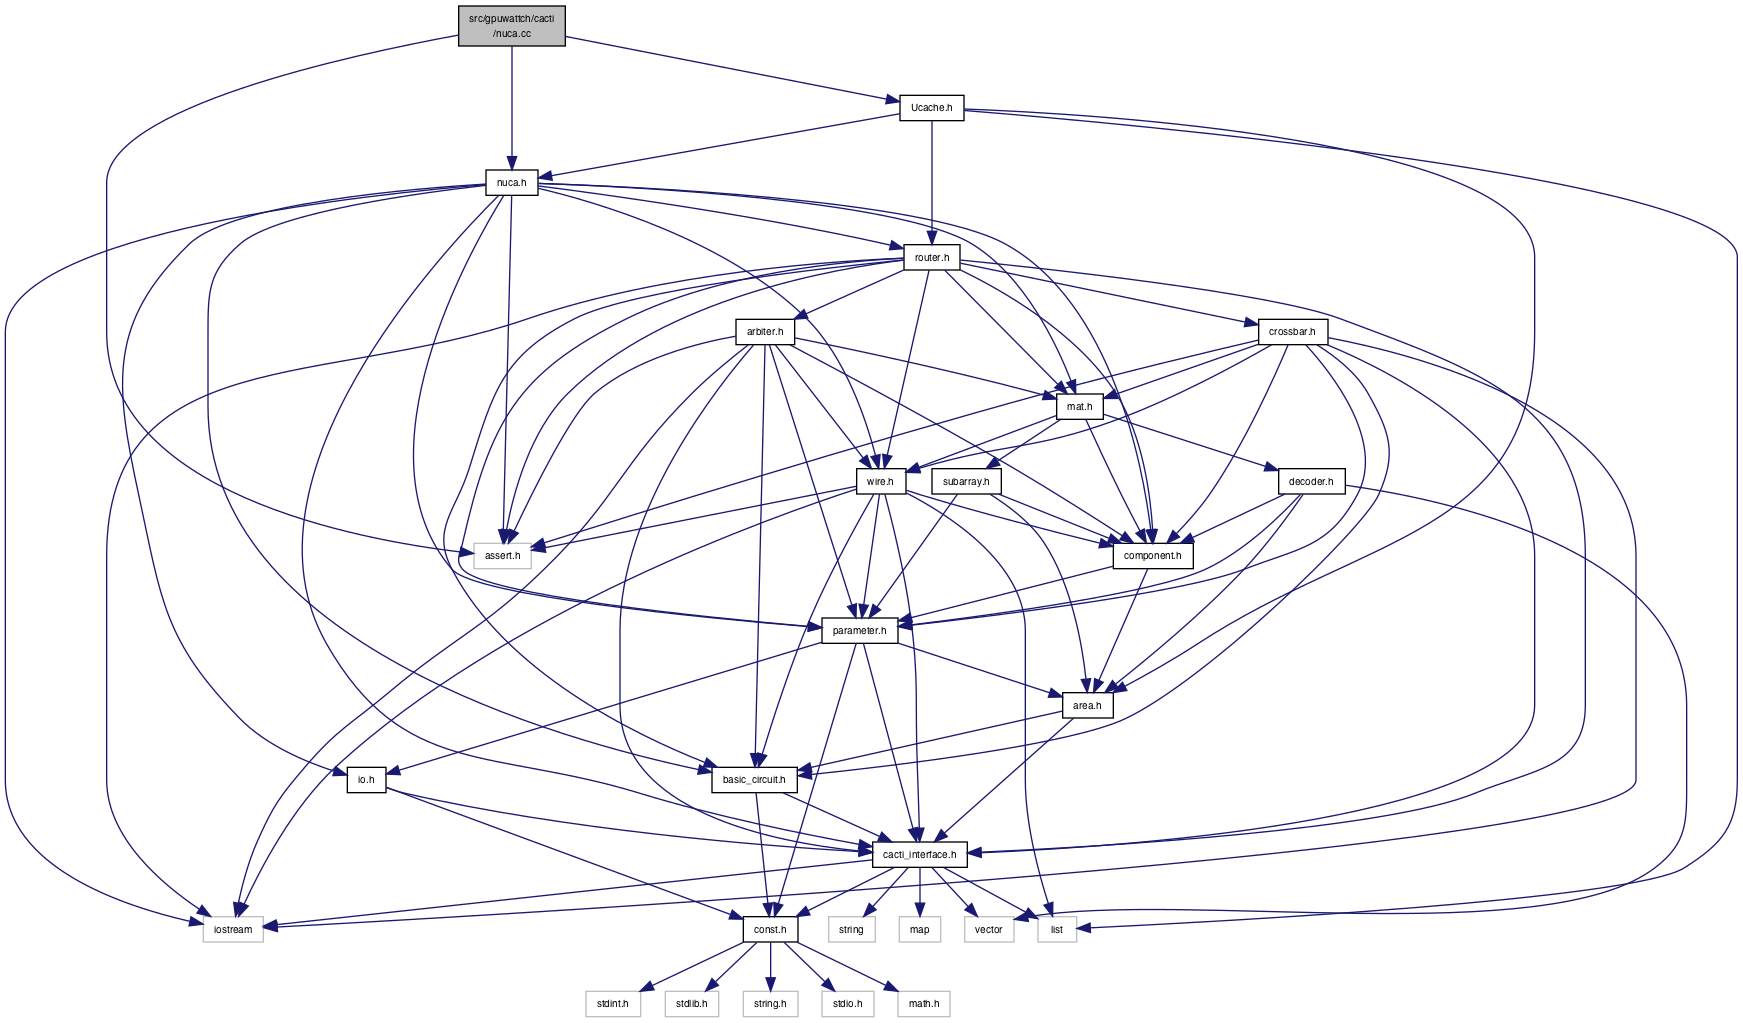 src/gpuwattch/cacti
/nuca.cc
Ucache.h
nuca.h
router.h
arbiter.h
crossbar.h
mat.h
wire.h
subarray.h
decoder.h
assert.h
component.h
parameter.h
area.h
io.h
basic_circuit.h
cacti_interface.h
iostream
const.h
string
map
vector
list
stdint.h
stdlib.h
string.h
stdio.h
math.h